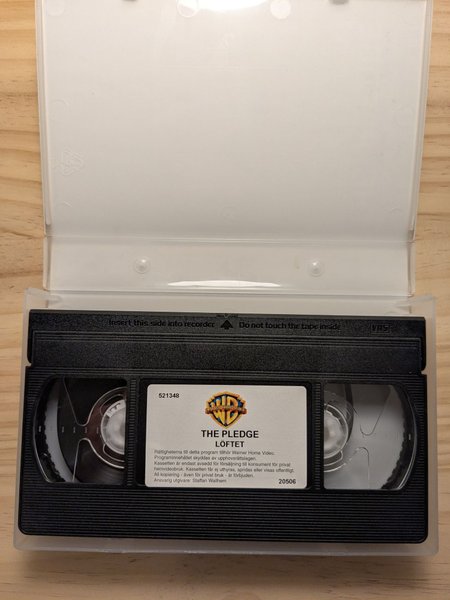 Insert this side into recorder Do not touch the tape inside VHS
521348
WB
THE PLEDGE
LÖFTET
Rättigheterna till detta program tillhör Warner Home Video.
Programinnehållet skyddas av upphovsrättslagen.
Kassetten är endast avsedd för försäljning till konsument för privat
hemvideobruk. Kassetten får ej uthyras, spridas eller visas offentligt.
All kopiering - även för privat bruk - är förbjuden.
Ansvarig utgivare: Staffan Wallhem
20506